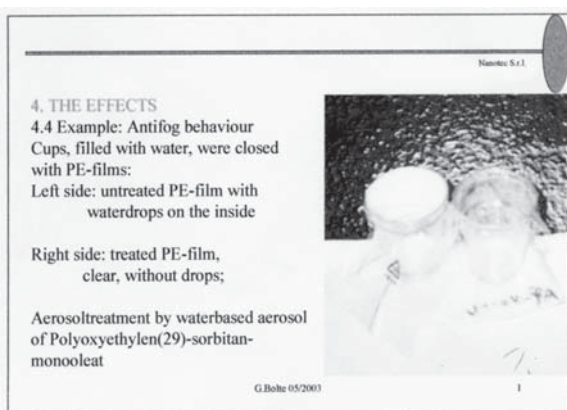 Nanotec S.r.l.
4. THE EFFECTS
4.4 Example: Antifog behaviour
Cups, filled with water, were closed
with PE-films:
Left side: untreated PE-film with
waterdrops on the inside
Right side: treated PE-film,
clear, without drops;
Aerosoltreatment by waterbased aerosol
of Polyoxyethylen(29)-sorbitan-
monooleat
G.Bolte 05/2003
1